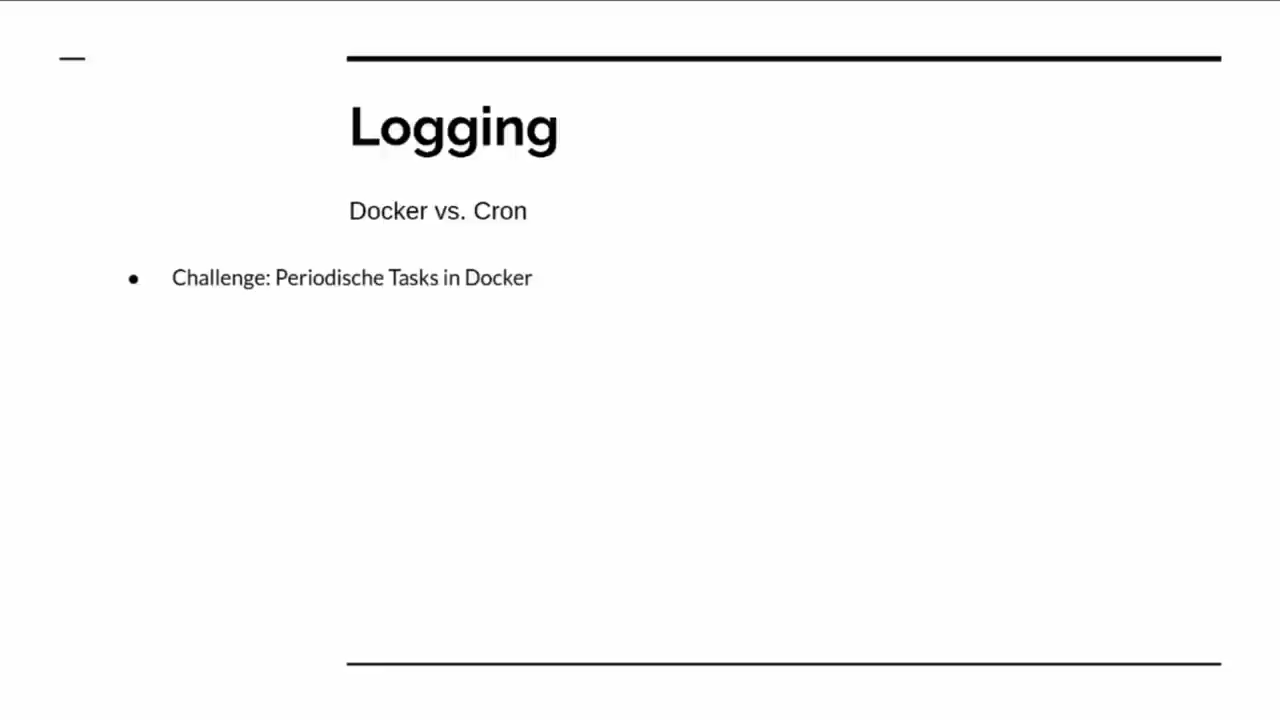 Logging
Docker vs. Cron
● Challenge: Periodische Tasks in Docker